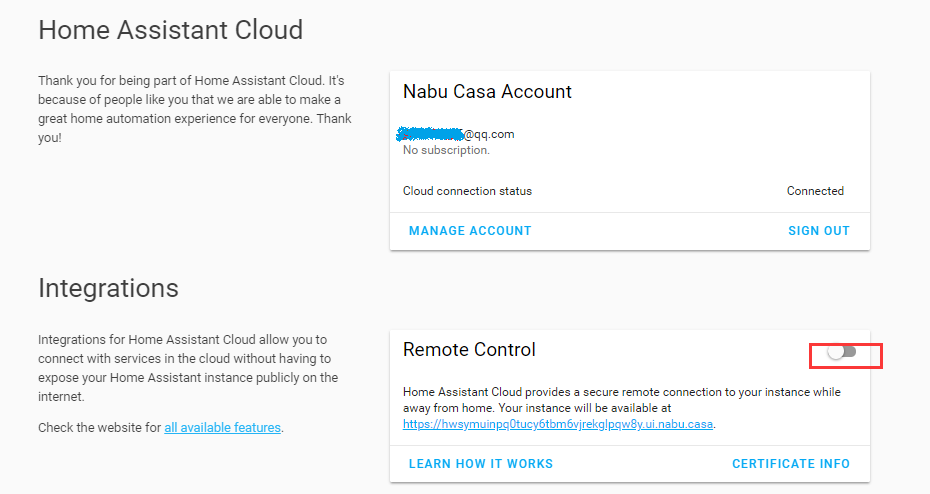 Home Assistant Cloud
Thank you for being part of Home Assistant Cloud. It's
because of people like you that we are able to make a
great home automation experience for everyone. Thank
you!
Nabu Casa Account
@qq.com
No subscription.
Cloud connection status
Connected
MANAGE ACCOUNT
SIGN OUT
Integrations
Integrations for Home Assistant Cloud allow you to
connect with services in the cloud without having to
expose your Home Assistant instance publicly on the
internet.
Check the website for all available features.
Remote Control
Home Assistant Cloud provides a secure remote connection to your instance while
away from home. Your instance will be available at
https://hwsymuinpq0tucy6tbm6vjrekglpqw8y.ui.nabu.casa.
LEARN HOW IT WORKS
CERTIFICATE INFO